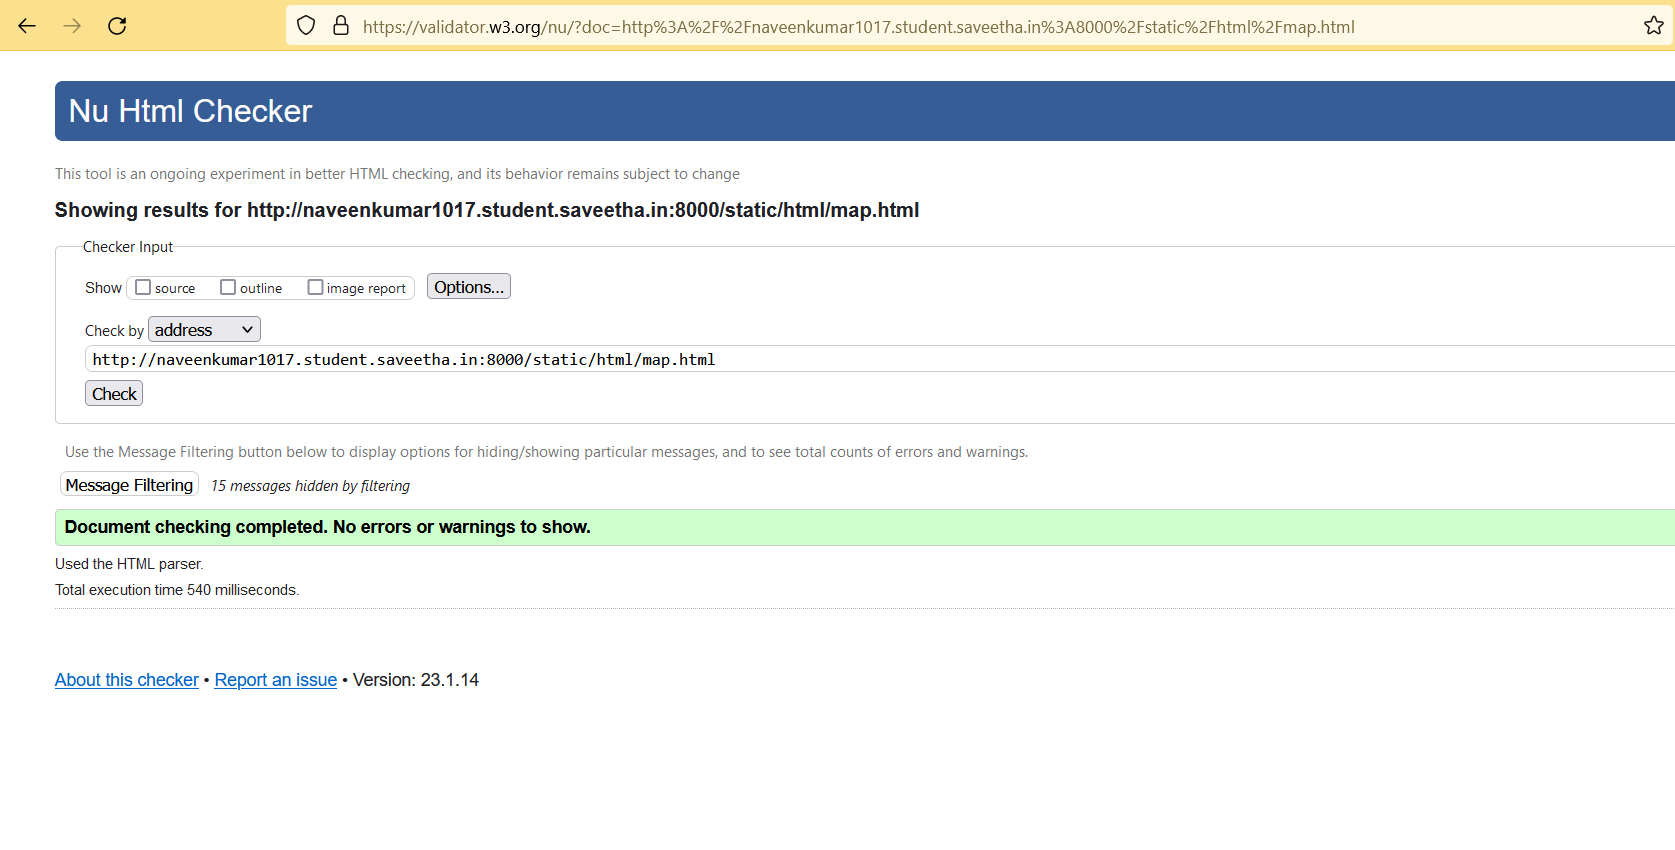 https://validator.w3.org/nu/?doc=http%3A%2F%2Fnaveenkumar1017.student.saveetha.in%3A8000%2Fstatic%2Fhtml%2Fmap.html
Nu Html Checker
This tool is an ongoing experiment in better HTML checking, and its behavior remains subject to change
Showing results for http://naveenkumar1017.student.saveetha.in:8000/static/html/map.html
Checker Input
Show source outline image report Options...
Check by address
http://naveenkumar1017.student.saveetha.in:8000/static/html/map.html
Check
Use the Message Filtering button below to display options for hiding/showing particular messages, and to see total counts of errors and warnings.
Message Filtering 15 messages hidden by filtering
Document checking completed. No errors or warnings to show.
Used the HTML parser.
Total execution time 540 milliseconds.
About this checker • Report an issue • Version: 23.1.14